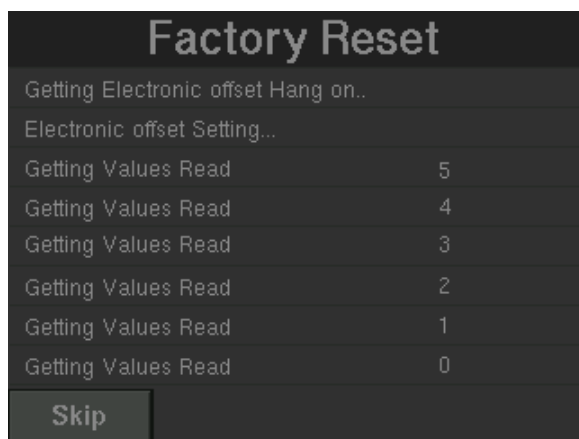 Factory Reset
Getting Electronic offset Hang on..
Electronic offset Setting...
Getting Values Read 5
Getting Values Read 4
Getting Values Read 3
Getting Values Read 2
Getting Values Read 1
Getting Values Read 0
Skip